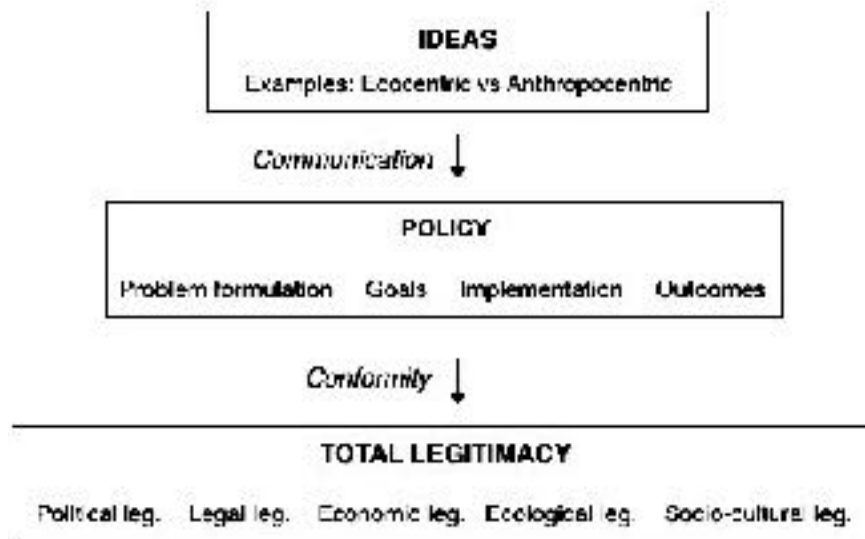 IDEAS
Examples: Ecocentric vs Anthropocentric
Communication
POLICY
Problem formulation Goals Implementation Outcomes
Conformity
TOTAL LEGITIMACY
Political leg. Legal leg. Economic leg. Ecological leg. Socio-cultural leg.